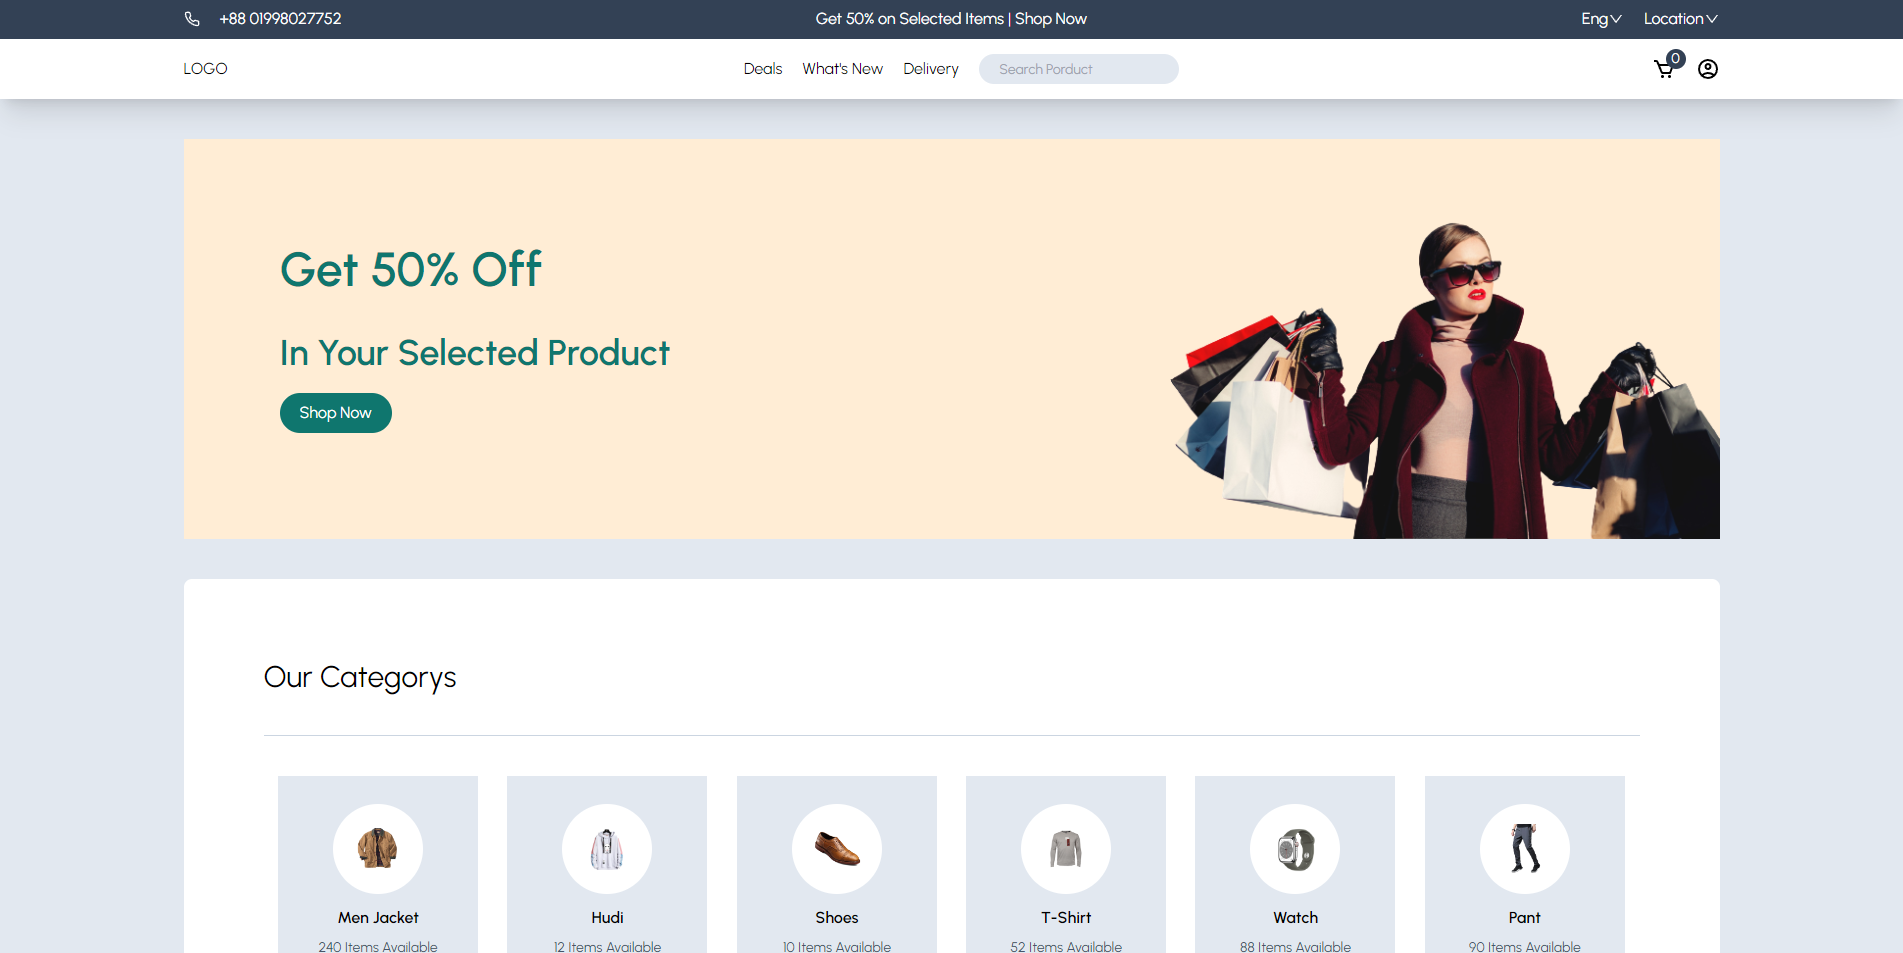 +88 01998027752
Get 50% on Selected Items | Shop Now
Eng
Location
LOGO
Deals
What's New
Delivery
Search Porduct
0
Get 50% Off
In Your Selected Product
Shop Now
Our Categorys
Men Jacket
240 Items Available
Hudi
12 Items Available
Shoes
10 Items Available
T-Shirt
52 Items Available
Watch
88 Items Available
Pant
90 Items Available